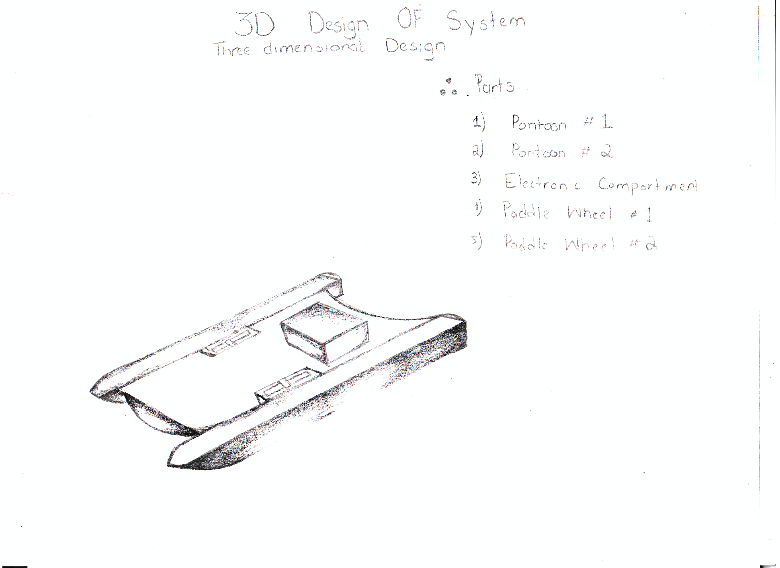 3D Design OF System
Three dimensional Design
∴ Parts
1) Pontoon # 1
2) Pontoon # 2
3) Electronic Compartment
4) Paddle Wheel # 1
5) Paddle Wheel # 2